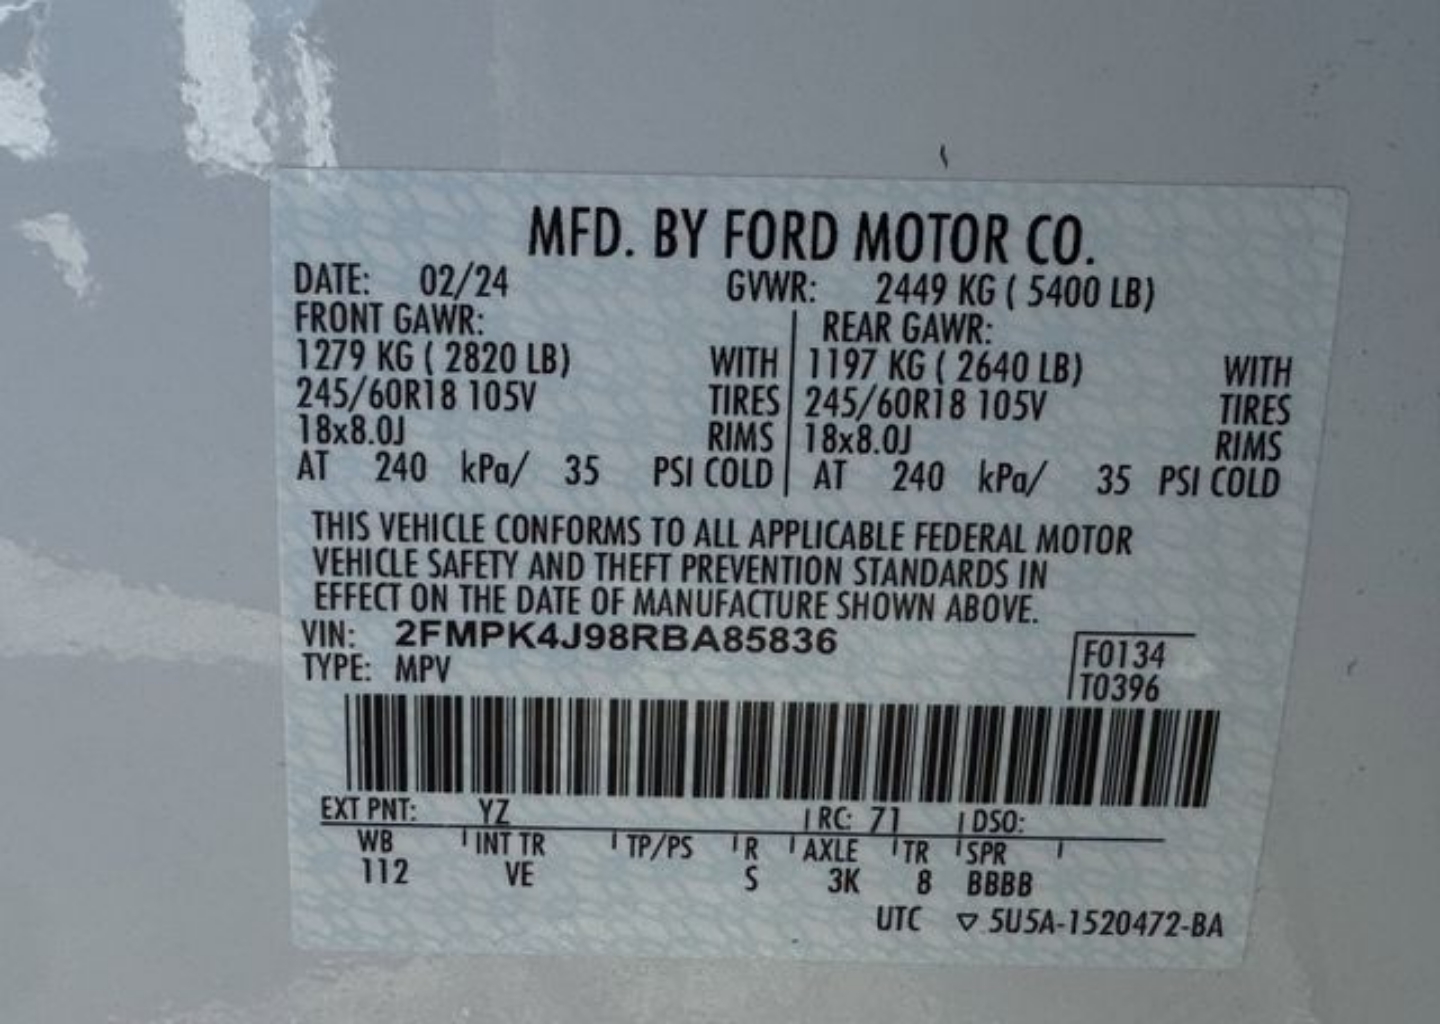 MFD. BY FORD MOTOR CO.
DATE: 02/24 GVWR: 2449 KG ( 5400 LB)
FRONT GAWR: REAR GAWR:
1279 KG ( 2820 LB) WITH 1197 KG ( 2640 LB) WITH
245/60R18 105V TIRES 245/60R18 105V TIRES
18x8.0J RIMS 18x8.0J RIMS
AT 240 kPa/ 35 PSI COLD AT 240 kPa/ 35 PSI COLD
THIS VEHICLE CONFORMS TO ALL APPLICABLE FEDERAL MOTOR
VEHICLE SAFETY AND THEFT PREVENTION STANDARDS IN
EFFECT ON THE DATE OF MANUFACTURE SHOWN ABOVE.
VIN: 2FMPK4J98RBA85836 F0134
TYPE: MPV T0396
EXT PNT: YZ RC: 71 DSO:
WB INT TR TP/PS R AXLE TR SPR
112 VE S 3K 8 BBBB
UTC ▽ 5U5A-1520472-BA